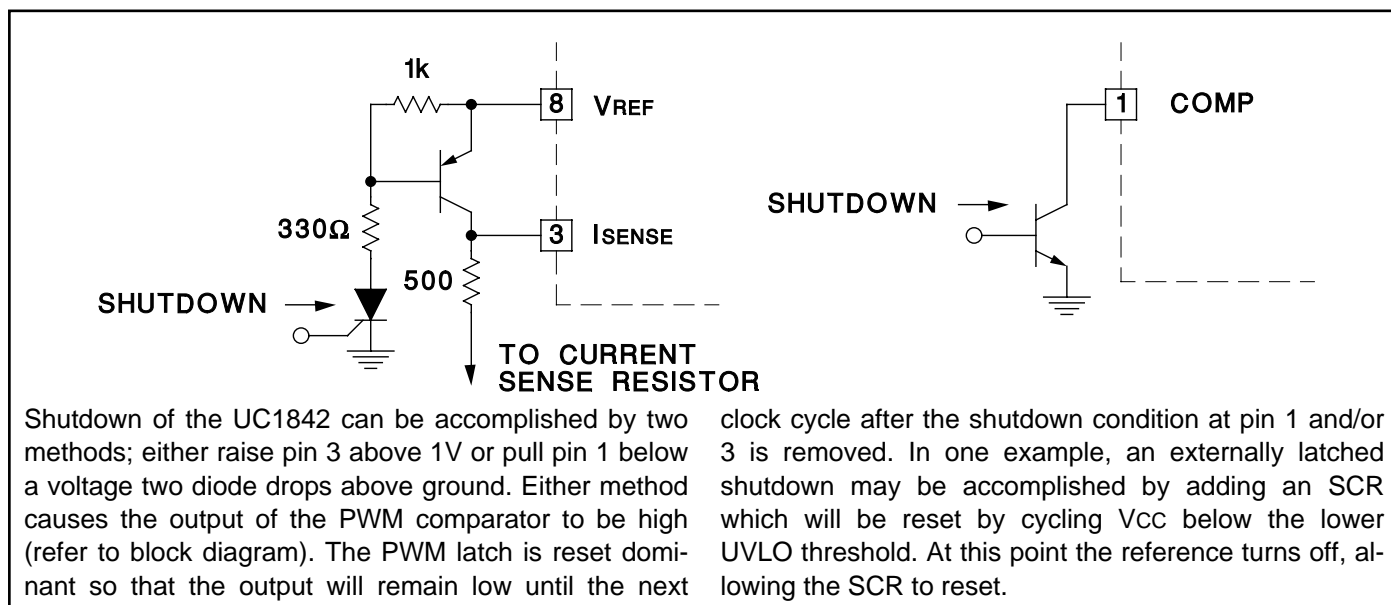 1k
8 VREF
330Ω
3 ISENSE
500
SHUTDOWN
TO CURRENT
SENSE RESISTOR
1 COMP
SHUTDOWN
Shutdown of the UC1842 can be accomplished by two
methods; either raise pin 3 above 1V or pull pin 1 below
a voltage two diode drops above ground. Either method
causes the output of the PWM comparator to be high
(refer to block diagram). The PWM latch is reset domi-
nant so that the output will remain low until the next
clock cycle after the shutdown condition at pin 1 and/or
3 is removed. In one example, an externally latched
shutdown may be accomplished by adding an SCR
which will be reset by cycling VCC below the lower
UVLO threshold. At this point the reference turns off, al-
lowing the SCR to reset.